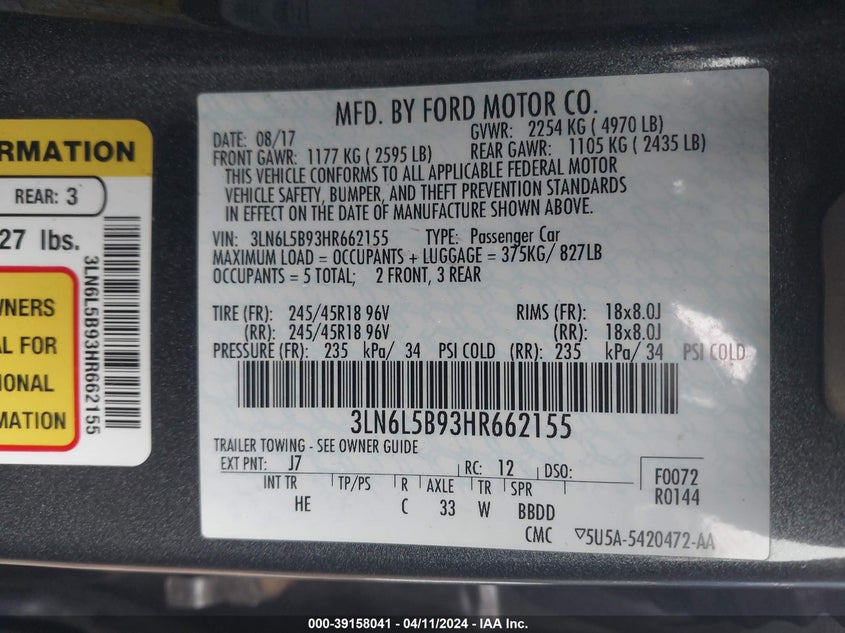 RMATION
REAR: 3
27 lbs.
3LN6L5B93HR662155
WNERS
AL FOR
IONAL
RMATION
MFD. BY FORD MOTOR CO.
DATE: 08/17 GVWR: 2254 KG ( 4970 LB)
FRONT GAWR: 1177 KG ( 2595 LB) REAR GAWR: 1105 KG ( 2435 LB)
THIS VEHICLE CONFORMS TO ALL APPLICABLE FEDERAL MOTOR
VEHICLE SAFETY, BUMPER, AND THEFT PREVENTION STANDARDS
IN EFFECT ON THE DATE OF MANUFACTURE SHOWN ABOVE.
VIN: 3LN6L5B93HR662155 TYPE: Passenger Car
MAXIMUM LOAD = OCCUPANTS + LUGGAGE = 375KG/ 827LB
OCCUPANTS = 5 TOTAL; 2 FRONT, 3 REAR
TIRE (FR): 245/45R18 96V RIMS (FR): 18x8.0J
(RR): 245/45R18 96V (RR): 18x8.0J
PRESSURE (FR): 235 kPa/ 34 PSI COLD (RR): 235 kPa/ 34 PSI COLD
3LN6L5B93HR662155
TRAILER TOWING - SEE OWNER GUIDE
EXT PNT: J7 RC: 12 DSO:
INT TR TP/PS R AXLE TR SPR
HE C 33 W BBDD
F0072
R0144
CMC ▽5U5A-5420472-AA
000-39158041 - 04/11/2024 - IAA Inc.